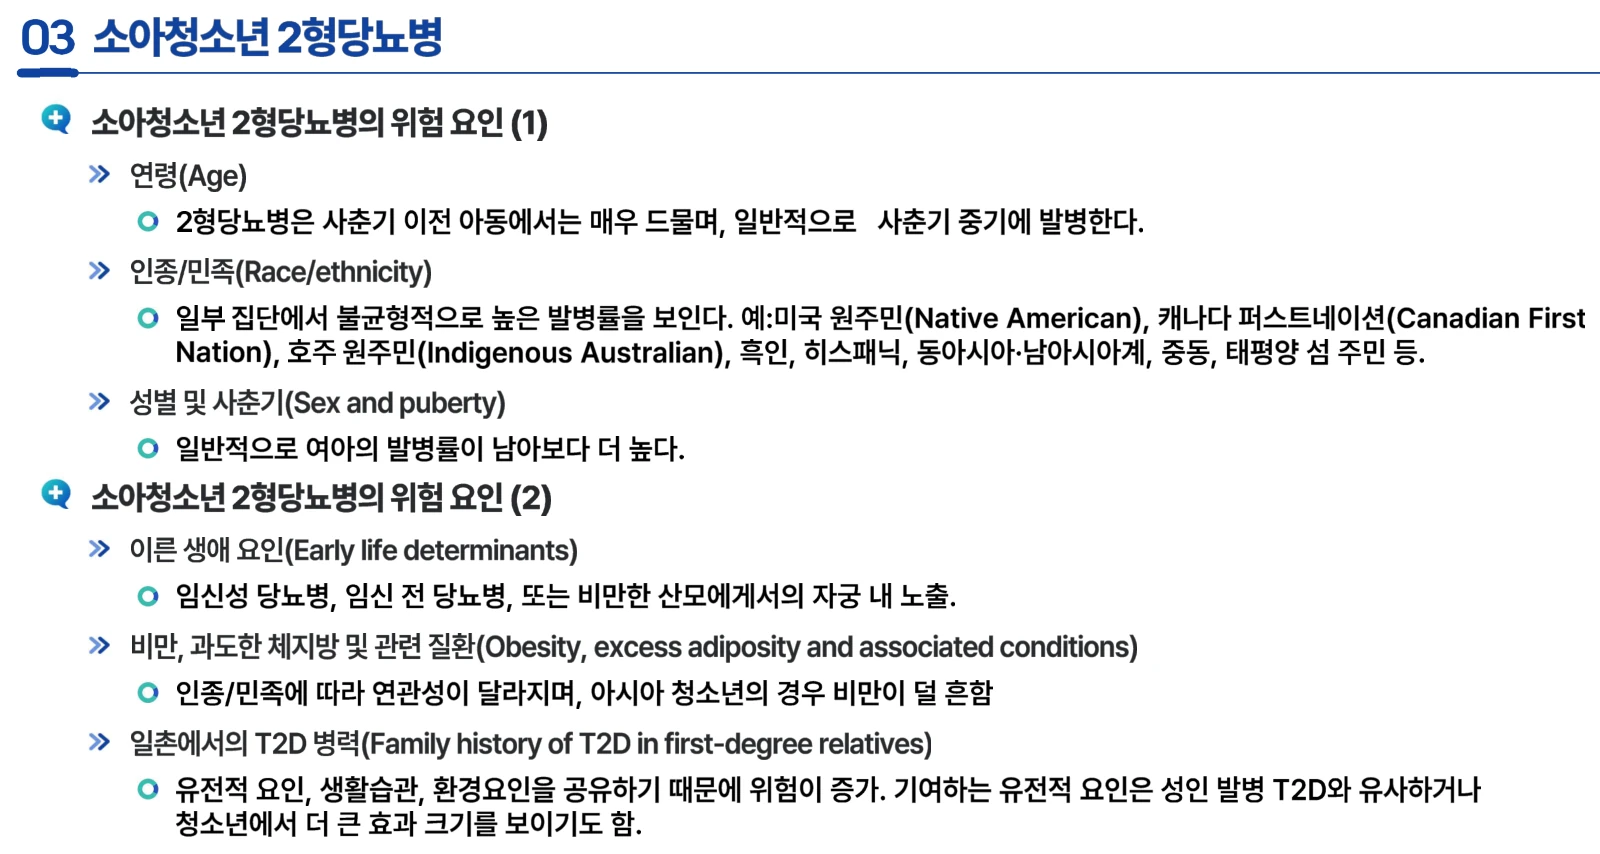 03 소아청소년 2형당뇨병
소아청소년 2형당뇨병의 위험 요인 (1)
연령(Age)
2형당뇨병은 사춘기 이전 아동에서는 매우 드물며, 일반적으로 사춘기 중기에 발병한다.
인종/민족(Race/ethnicity)
일부 집단에서 불균형적으로 높은 발병률을 보인다. 예:미국 원주민(Native American), 캐나다 퍼스트네이션(Canadian First
Nation), 호주 원주민(Indigenous Australian), 흑인, 히스패닉, 동아시아·남아시아계, 중동, 태평양 섬 주민 등.
성별 및 사춘기(Sex and puberty)
일반적으로 여아의 발병률이 남아보다 더 높다.
소아청소년 2형당뇨병의 위험 요인 (2)
이른 생애 요인(Early life determinants)
임신성 당뇨병, 임신 전 당뇨병, 또는 비만한 산모에게서의 자궁 내 노출.
비만, 과도한 체지방 및 관련 질환(Obesity, excess adiposity and associated conditions)
인종/민족에 따라 연관성이 달라지며, 아시아 청소년의 경우 비만이 덜 흔함
일촌에서의 T2D 병력(Family history of T2D in first-degree relatives)
유전적 요인, 생활습관, 환경요인을 공유하기 때문에 위험이 증가. 기여하는 유전적 요인은 성인 발병 T2D와 유사하거나
청소년에서 더 큰 효과 크기를 보이기도 함.